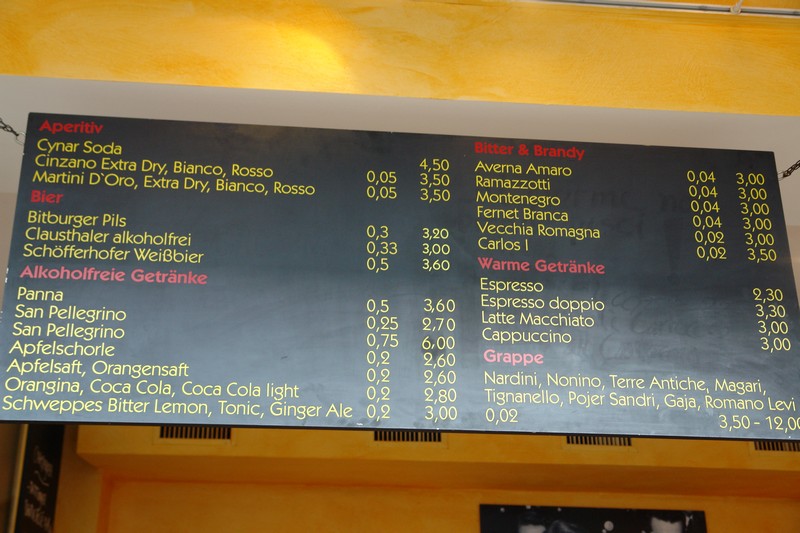 Aperitiv
Cynar Soda 4,50
Cinzano Extra Dry, Bianco, Rosso 0,05 3,50
Martini D`Oro, Extra Dry, Bianco, Rosso 0,05 3,50
Bier
Bitburger Pils 0,3 3,20
Clausthaler alkoholfrei 0,33 3,00
Schöfferhofer Weißbier 0,5 3,60
Alkoholfreie Getränke
Panna 0,5 3,60
San Pellegrino 0,25 2,70
San Pellegrino 0,75 6,00
Apfelschorle 0,2 2,60
Apfelsaft, Orangensaft 0,2 2,60
Orangina, Coca Cola, Coca Cola light 0,2 2,80
Schweppes Bitter Lemon, Tonic, Ginger Ale 0,2 3,00
Bitter & Brandy
Averna Amaro 0,04 3,00
Ramazzotti 0,04 3,00
Montenegro 0,04 3,00
Fernet Branca 0,04 3,00
Vecchia Romagna 0,02 3,00
Carlos I 0,02 3,50
Warme Getränke
Espresso 2,30
Espresso doppio 3,30
Latte Macchiato 3,00
Cappuccino 3,00
Grappe
Nardini, Nonino, Terre Antiche, Magari,
Tignanello, Pojer Sandri, Gaja, Romano Levi
0,02 3,50 - 12,00